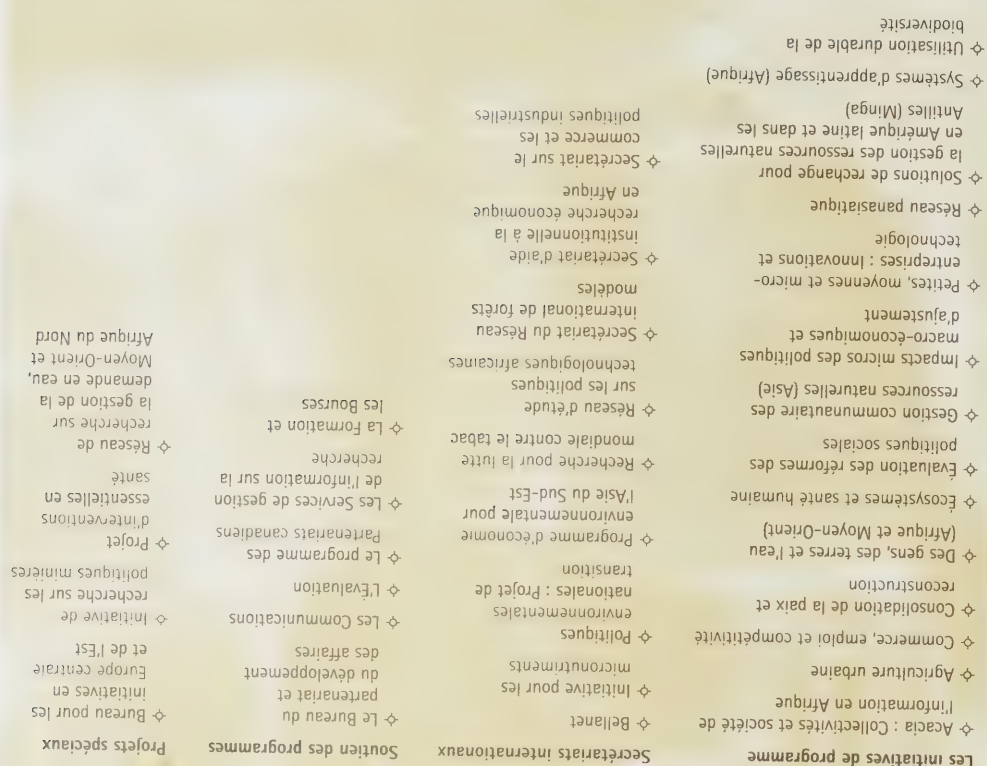 Les initiatives de programme
✧ Acacia : Collectivités et société de
l'information en Afrique
✧ Agriculture urbaine
✧ Commerce, emploi et compétitivité
✧ Consolidation de la paix et
reconstruction
✧ Des gens, des terres et l'eau
(Afrique et Moyen-Orient)
✧ Écosystèmes et santé humaine
✧ Évaluation des réformes des
politiques sociales
✧ Gestion communautaire des
ressources naturelles (Asie)
✧ Impacts micros des politiques
macro-économiques et
d'ajustement
✧ Petites, moyennes et micro-
entreprises : Innovations et
technologie
✧ Réseau panasiatique
✧ Solutions de rechange pour
la gestion des ressources naturelles
en Amérique latine et dans les
Antilles (Minga)
✧ Systèmes d'apprentissage (Afrique)
✧ Utilisation durable de la
biodiversité
Secrétariats internationaux
✧ Bellanet
✧ Initiative pour les
micronutriments
✧ Politiques
environnementales
nationales : Projet de
transition
✧ Programme d'économie
environnementale pour
l'Asie du Sud-Est
✧ Recherche pour la lutte
mondiale contre le tabac
✧ Réseau d'étude
sur les politiques
technologiques africaines
✧ Secrétariat du Réseau
international de forêts
modèles
✧ Secrétariat d'aide
institutionnelle à la
recherche économique
en Afrique
✧ Secrétariat sur le
commerce et les
politiques industrielles
Soutien des programmes
✧ Le Bureau du
partenariat et
du développement
des affaires
✧ Les Communications
✧ L'Évaluation
✧ Le programme des
Partenariats canadiens
✧ Les Services de gestion
de l'information sur la
recherche
✧ La Formation et
les Bourses
Projets spéciaux
✧ Bureau pour les
initiatives en
Europe centrale
et de l'Est
✧ Initiative de
recherche sur les
politiques minières
✧ Projet
d'interventions
essentielles en
santé
✧ Réseau de
recherche sur
la gestion de la
demande en eau,
Moyen-Orient et
Afrique du Nord